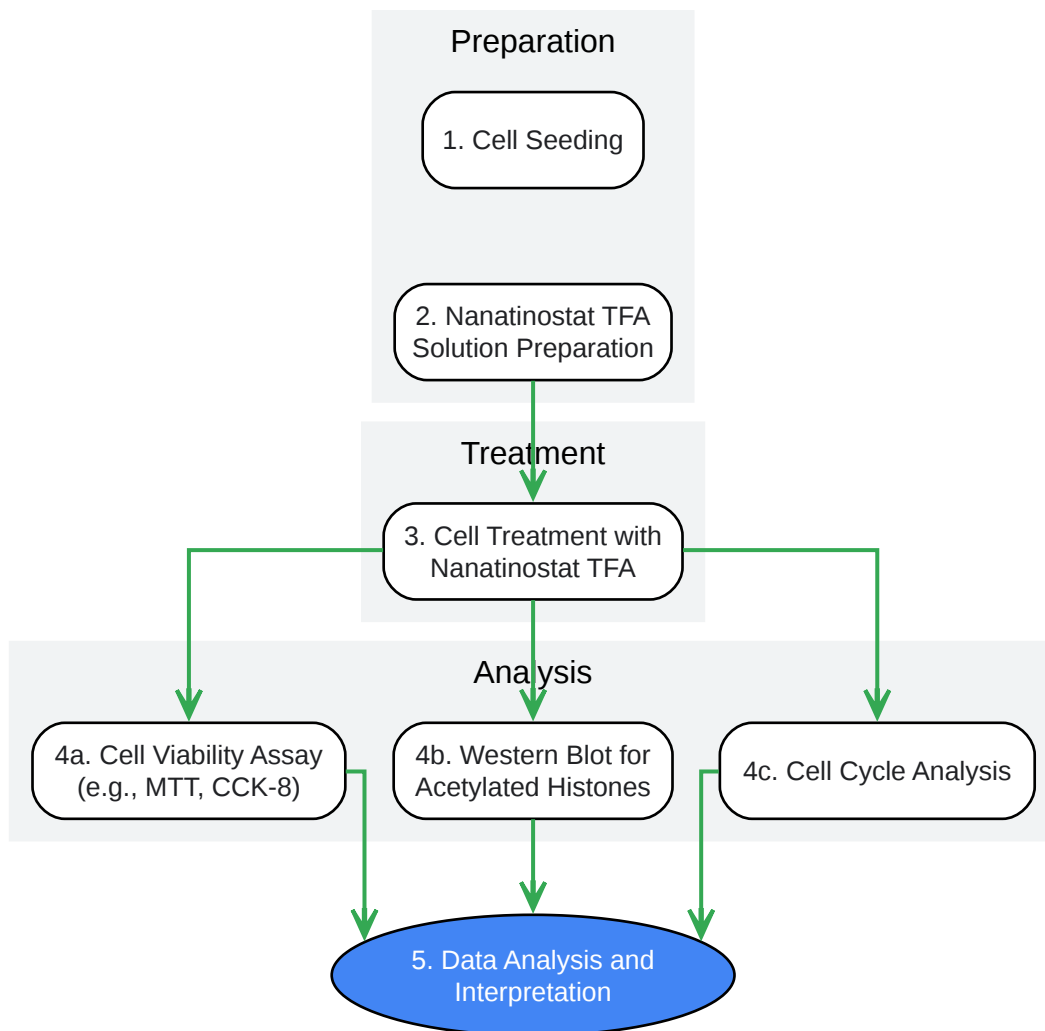 Preparation
1. Cell Seeding
2. Nanatinostat TFA
Solution Preparation
Treatment
3. Cell Treatment with
Nanatinostat TFA
Analysis
4a. Cell Viability Assay
(e.g., MTT, CCK-8)
4b. Western Blot for
Acetylated Histones
4c. Cell Cycle Analysis
5. Data Analysis and
Interpretation